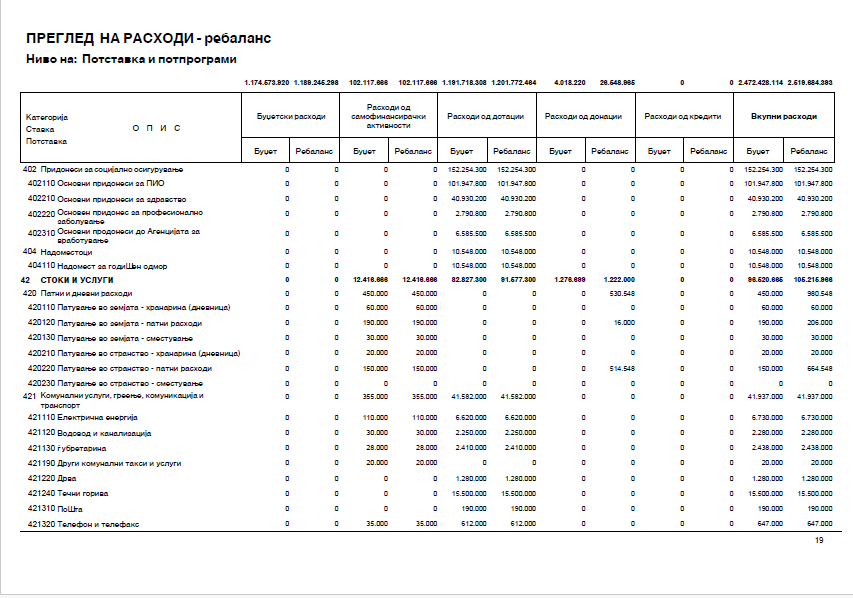 ПРЕГЛЕД НА РАСХОДИ - ребаланс
Ниво на: Потставка и потпрограми
1.174.573.820 1.189.245.298 102.117.666 102.117.666 1.191.718.308 1.201.772.464 4.018.220 26.548.965 0 0 2.472.428.114 2.519.684.393
Категорија
Ставка
Потставка
О П И С
Буџетски расходи
Расходи од самофинансирачки активности
Расходи од дотации
Расходи од донации
Расходи од кредити
Вкупни расходи
Буџет Ребаланс Буџет Ребаланс Буџет Ребаланс Буџет Ребаланс Буџет Ребаланс Буџет Ребаланс
402 Придонеси за социјално осигурување 0 0 0 0 152.254.300 152.254.300 0 0 0 0 152.254.300 152.254.300
402110 Основни придонеси за ПИО 0 0 0 0 101.947.800 101.947.800 0 0 0 0 101.947.800 101.947.800
402210 Основни придонеси за здравство 0 0 0 0 40.930.200 40.930.200 0 0 0 0 40.930.200 40.930.200
402220 Основен придонес за професионално заболување 0 0 0 0 2.790.800 2.790.800 0 0 0 0 2.790.800 2.790.800
402310 Основни продонеси до Агенцијата за вработување 0 0 0 0 6.585.500 6.585.500 0 0 0 0 6.585.500 6.585.500
404 Надоместоци 0 0 0 0 10.548.000 10.548.000 0 0 0 0 10.548.000 10.548.000
404110 Надомест за годиШен одмор 0 0 0 0 10.548.000 10.548.000 0 0 0 0 10.548.000 10.548.000
42 СТОКИ И УСЛУГИ 0 0 12.416.666 12.416.666 82.827.300 91.577.300 1.276.699 1.222.000 0 0 96.520.665 105.215.966
420 Патни и дневни расходи 0 0 450.000 450.000 0 0 0 530.548 0 0 450.000 980.548
420110 Патување во земјата - хранарина (дневница) 0 0 60.000 60.000 0 0 0 0 0 0 60.000 60.000
420120 Патување во земјата - патни расходи 0 0 190.000 190.000 0 0 0 16.000 0 0 190.000 206.000
420130 Патување во земјата - сместување 0 0 30.000 30.000 0 0 0 0 0 0 30.000 30.000
420210 Патување во странство - хранарина (дневница) 0 0 20.000 20.000 0 0 0 0 0 0 20.000 20.000
420220 Патување во странство - патни расходи 0 0 150.000 150.000 0 0 0 514.548 0 0 150.000 664.548
420230 Патување во странство - сместување 0 0 0 0 0 0 0 0 0 0 0 0
421 Комунални услуги, греење, комуникација и транспорт 0 0 355.000 355.000 41.582.000 41.582.000 0 0 0 0 41.937.000 41.937.000
421110 Електрична енергија 0 0 110.000 110.000 6.620.000 6.620.000 0 0 0 0 6.730.000 6.730.000
421120 Водовод и канализација 0 0 30.000 30.000 2.250.000 2.250.000 0 0 0 0 2.280.000 2.280.000
421130 ѓубретарина 0 0 28.000 28.000 2.410.000 2.410.000 0 0 0 0 2.438.000 2.438.000
421190 Други комунални такси и услуги 0 0 20.000 20.000 0 0 0 0 0 0 20.000 20.000
421220 Дрва 0 0 0 0 1.280.000 1.280.000 0 0 0 0 1.280.000 1.280.000
421240 Течни горива 0 0 0 0 15.500.000 15.500.000 0 0 0 0 15.500.000 15.500.000
421310 ПоШта 0 0 0 0 190.000 190.000 0 0 0 0 190.000 190.000
421320 Телефон и телефакс 0 0 35.000 35.000 612.000 612.000 0 0 0 0 647.000 647.000
19